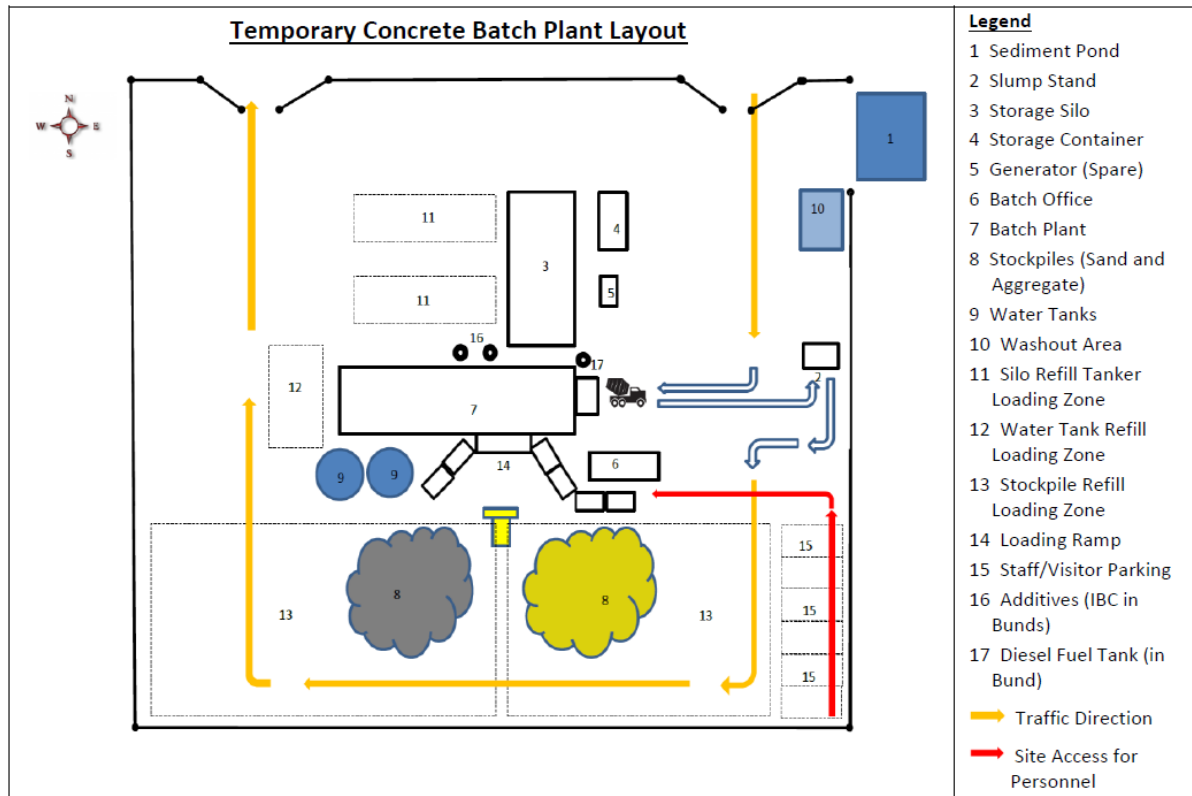 Temporary Concrete Batch Plant Layout
N
W
E
S
1
10
11
4
3
11
5
16
17
2
12
7
14
6
9
9
15
8
8
13
13
15
15
Legend
1 Sediment Pond
2 Slump Stand
3 Storage Silo
4 Storage Container
5 Generator (Spare)
6 Batch Office
7 Batch Plant
8 Stockpiles (Sand and
Aggregate)
9 Water Tanks
10 Washout Area
11 Silo Refill Tanker
Loading Zone
12 Water Tank Refill
Loading Zone
13 Stockpile Refill
Loading Zone
14 Loading Ramp
15 Staff/Visitor Parking
16 Additives (IBC in
Bunds)
17 Diesel Fuel Tank (in
Bund)
Traffic Direction
Site Access for
Personnel